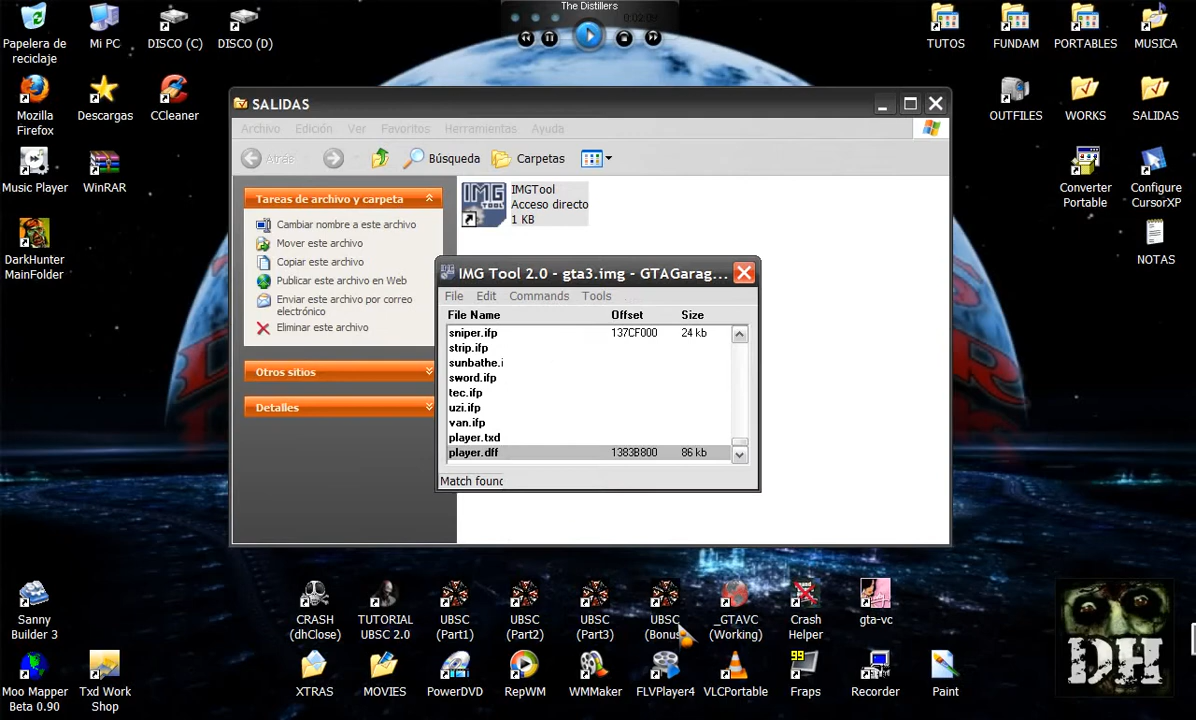 The Distillers
0:02:09
Papelera de
reciclaje
Mi PC
DISCO (C)
DISCO (D)
TUTOS
FUNDAM
PORTABLES
MUSICA
Mozilla
Firefox
Descargas
CCleaner
OUTFILES
WORKS
SALIDAS
Music Player
WinRAR
Converter
Portable
Configure
CursorXP
DarkHunter
MainFolder
NOTAS
SALIDAS
Archivo Edición Ver Favoritos Herramientas Ayuda
Atrás Búsqueda Carpetas
Tareas de archivo y carpeta
Cambiar nombre a este archivo
Mover este archivo
Copiar este archivo
Publicar este archivo en Web
Enviar este archivo por correo
electrónico
Eliminar este archivo
Otros sitios
Detalles
IMG
TOOL
IMGTool
Acceso directo
1 KB
IMG Tool 2.0 - gta3.img - GTAGarag...
File Edit Commands Tools
File Name Offset Size
sniper.ifp 137CF000 24 kb
strip.ifp
sunbathe.i
sword.ifp
tec.ifp
uzi.ifp
van.ifp
player.txd
player.dff 1383B800 86 kb
Match found
Sanny
Builder 3
CRASH
(dhClose)
TUTORIAL
UBSC 2.0
UBSC
(Part1)
UBSC
(Part2)
UBSC
(Part3)
UBSC
(Bonus
_GTAVC
(Working)
Crash
Helper
gta-vc
Moo Mapper
Beta 0.90
Txd Work
Shop
XTRAS
MOVIES
PowerDVD
RepWM
WMMaker
FLVPlayer4
VLCPortable
99
Fraps
Recorder
Paint
DH